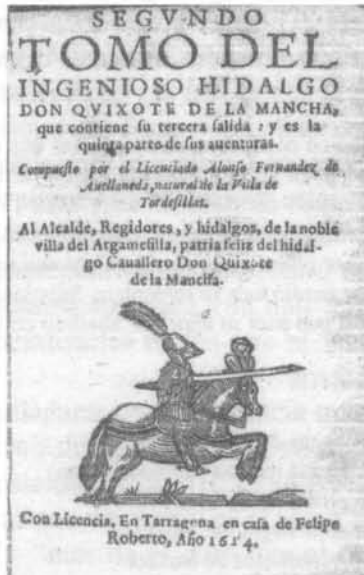 SEGVNDO
TOMO DEL
INGENIOSO HIDALGO
DON QVIXOTE DE LA MANCHA,
que contiene ſu tercera ſalida: y es la
quinta parte de ſus auenturas.
Compueſto por el Licenciado Alonſo Fernandez de
Auellaneda, natural de la Villa de
Tordeſillas.
Al Alcalde, Regidores, y hidalgos, de la noble
villa del Argameſilla, patria feliz del hidal-
go Cauallero Don Quixote
de la Mancha.
Con Licencia, En Tarragona en caſa de Felipe
Roberto, Año 1614.